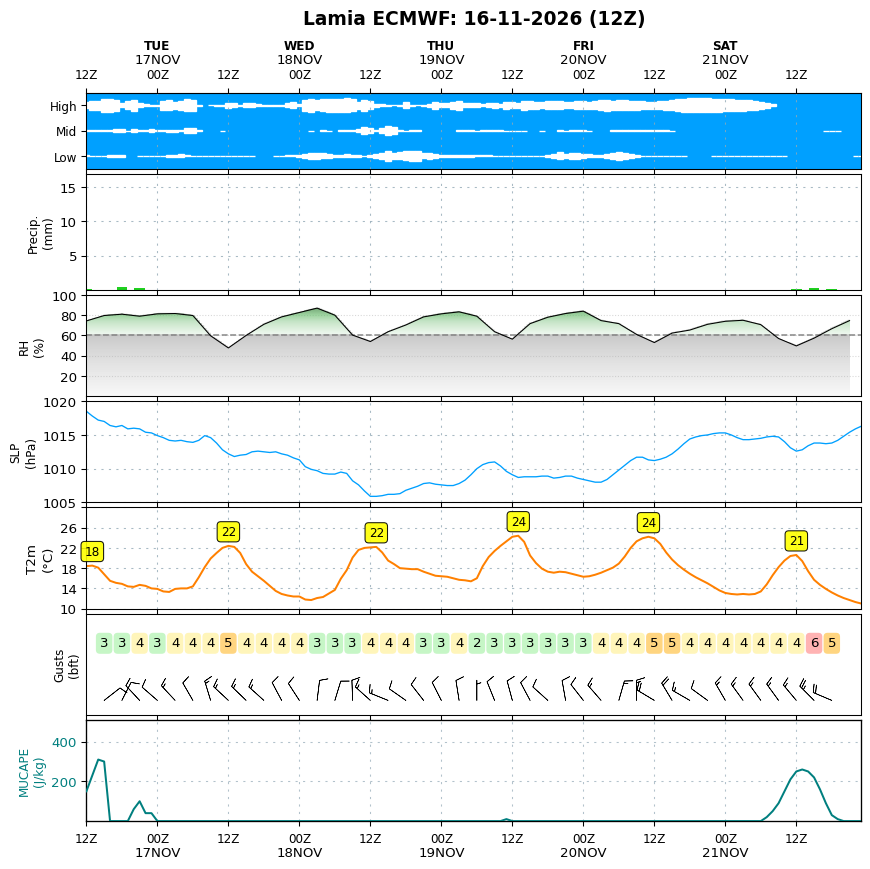 Lamia ECMWF: 16-11-2026 (12Z)
TUE WED THU FRI SAT
17NOV 18NOV 19NOV 20NOV 21NOV
12Z 00Z 12Z 00Z 12Z 00Z 12Z 00Z 12Z 00Z 12Z
High
Mid
Low
Precip.
(mm)
15
10
5
RH
(%)
100
80
60
40
20
SLP
(hPa)
1020
1015
1010
1005
T2m
(°C)
26
22
18
14
10
18 22 22 24 24 21
Gusts
(bft)
3 3 4 3 4 4 4 5 4 4 4 4 3 3 3 4 4 4 3 3 4 2 3 3 3 3 3 3 4 4 4 5 5 4 4 4 4 4 4 4 6 5
MUCAPE
(J/kg)
400
200
12Z 00Z 12Z 00Z 12Z 00Z 12Z 00Z 12Z 00Z 12Z
17NOV 18NOV 19NOV 20NOV 21NOV